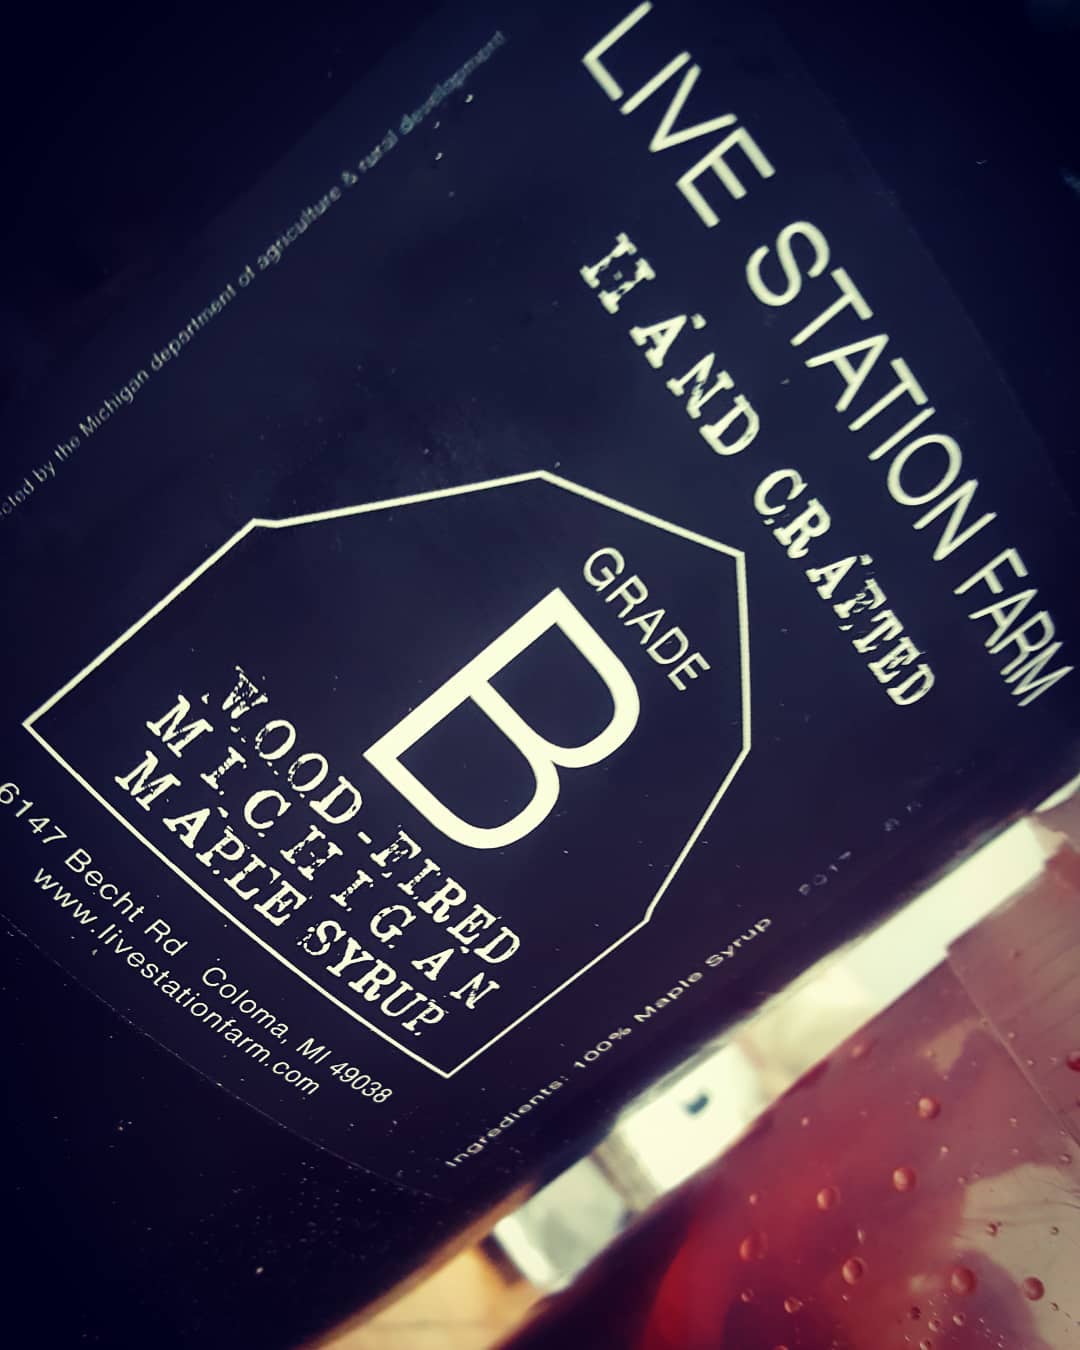 LIVE STATION FARM
HAND CRAFTED
GRADE
B
WOOD-FIRED
MICHIGAN
MAPLE SYRUP
6147 Becht Rd Coloma, MI 49038
www.livestationfarm.com
Ingredients: 100% Maple Syrup
by the Michigan department of agriculture & rural development